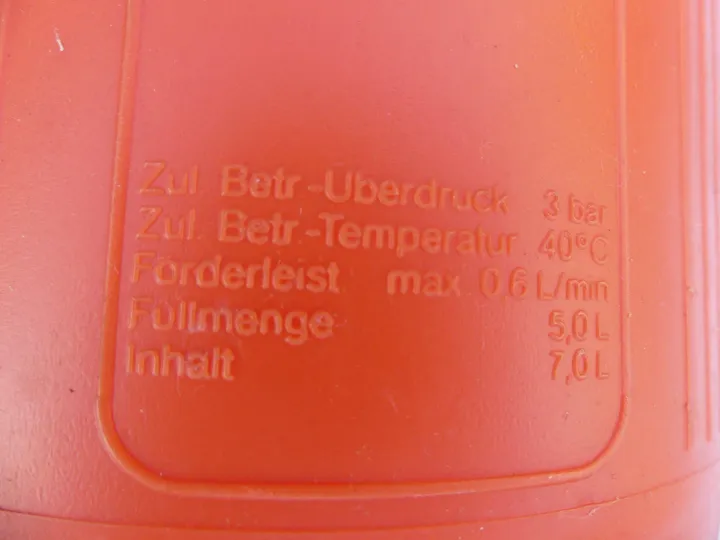 Zul. Betr.-Überdruck 3 bar
Zul. Betr.-Temperatur 40°C
Förderleist. max. 0,6 L/min
Füllmenge 5,0 L
Inhalt 7,0 L